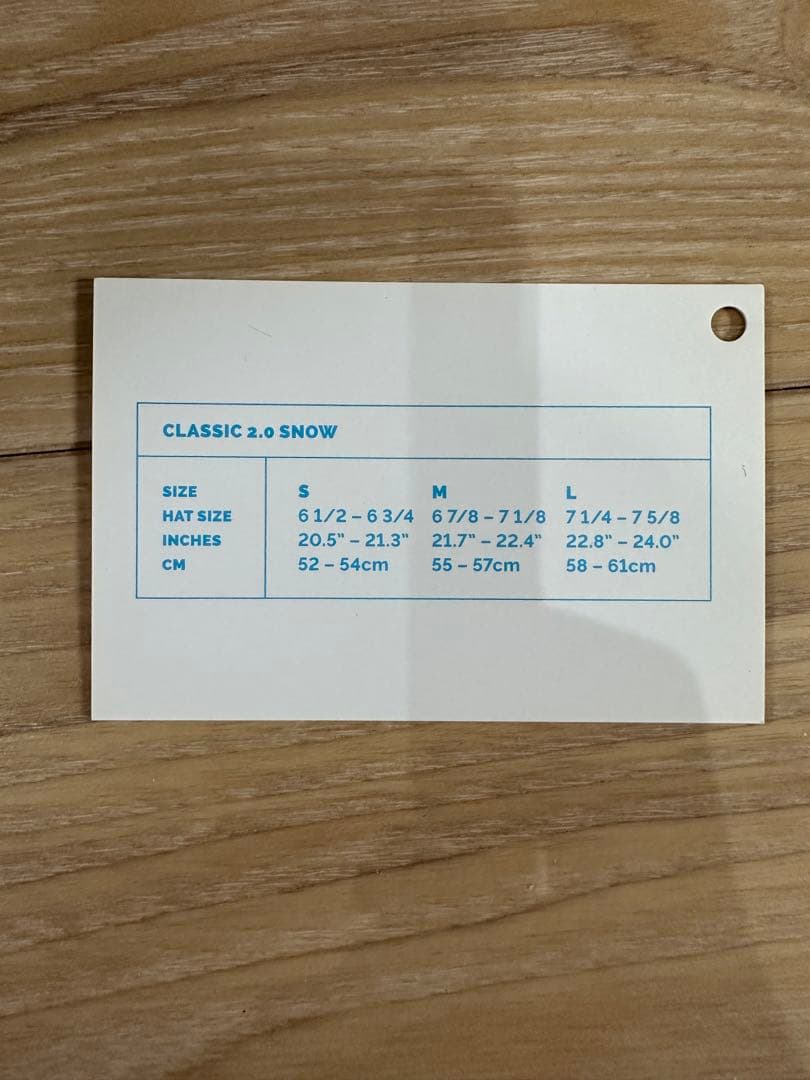 CLASSIC 2.0 SNOW
SIZE S M L
HAT SIZE 6 1/2 – 6 3/4 6 7/8 – 7 1/8 7 1/4 – 7 5/8
INCHES 20.5" – 21.3" 21.7" – 22.4" 22.8" – 24.0"
CM 52 – 54cm 55 – 57cm 58 – 61cm